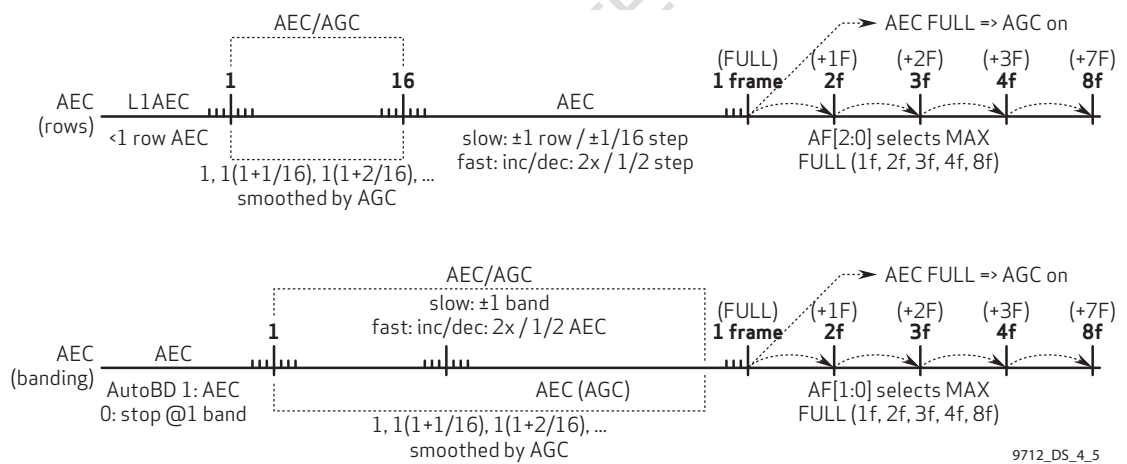 AEC/AGC
AEC FULL => AGC on
(FULL) (+1F) (+2F) (+3F) (+7F)
1 16 1 frame 2f 3f 4f 8f
AEC (rows) L1AEC AEC
<1 row AEC
slow: ±1 row / ±1/16 step
fast: inc/dec: 2x / 1/2 step
AF[2:0] selects MAX
FULL (1f, 2f, 3f, 4f, 8f)
1, 1(1+1/16), 1(1+2/16), ...
smoothed by AGC
AEC/AGC
AEC FULL => AGC on
slow: ±1 band
fast: inc/dec: 2x / 1/2 AEC
(FULL) (+1F) (+2F) (+3F) (+7F)
1 1 frame 2f 3f 4f 8f
AEC (banding) AEC
AutoBD 1: AEC
0: stop @1 band
AEC (AGC)
AF[1:0] selects MAX
FULL (1f, 2f, 3f, 4f, 8f)
1, 1(1+1/16), 1(1+2/16), ...
smoothed by AGC
9712_DS_4_5